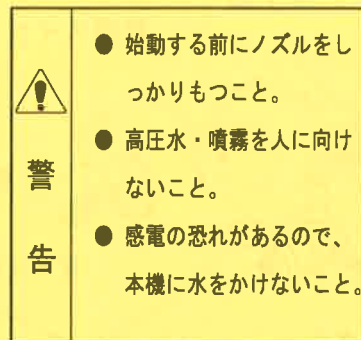 警告
● 始動する前にノズルをし
っかりもつこと。
● 高圧水・噴霧を人に向け
ないこと。
● 感電の恐れがあるので、
本機に水をかけないこと。